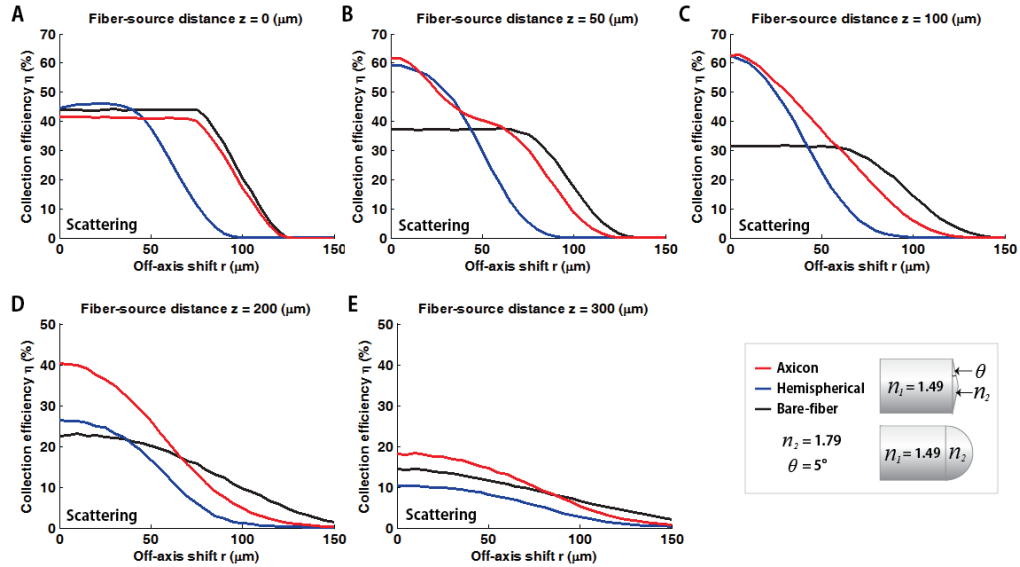 A
Fiber-source distance z = 0 (μm)
Collection efficiency η (%)
70
60
50
40
30
20
10
0
Scattering
0 50 100 150
Off-axis shift r (μm)
B
Fiber-source distance z = 50 (μm)
Collection efficiency η (%)
70
60
50
40
30
20
10
0
Scattering
0 50 100 150
Off-axis shift r (μm)
C
Fiber-source distance z = 100 (μm)
Collection efficiency η (%)
70
60
50
40
30
20
10
0
Scattering
0 50 100 150
Off-axis shift r (μm)
D
Fiber-source distance z = 200 (μm)
Collection efficiency η (%)
50
40
30
20
10
0
Scattering
0 50 100 150
Off-axis shift r (μm)
E
Fiber-source distance z = 300 (μm)
Collection efficiency η (%)
50
40
30
20
10
0
Scattering
0 50 100 150
Off-axis shift r (μm)
Axicon
Hemispherical
Bare-fiber
n₂ = 1.79
θ = 5°
n₁ = 1.49
θ
n₂
n₁ = 1.49 n₂